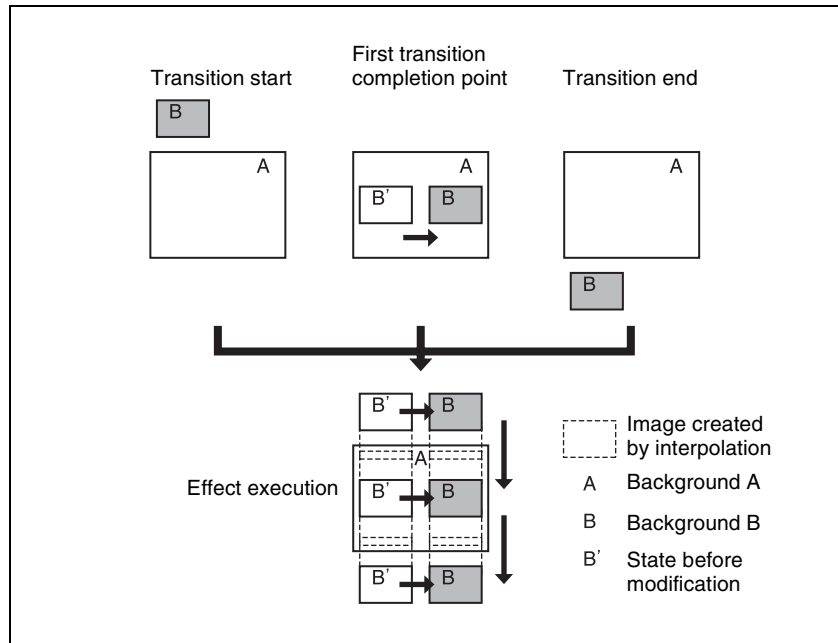 First transition
Transition start
completion point
Transition end
B
A
A
B'
B
A
B
B'
B
A
Effect execution
B'
B
B'
B
Image created
by interpolation
A
Background A
B
Background B
B'
State before
modification